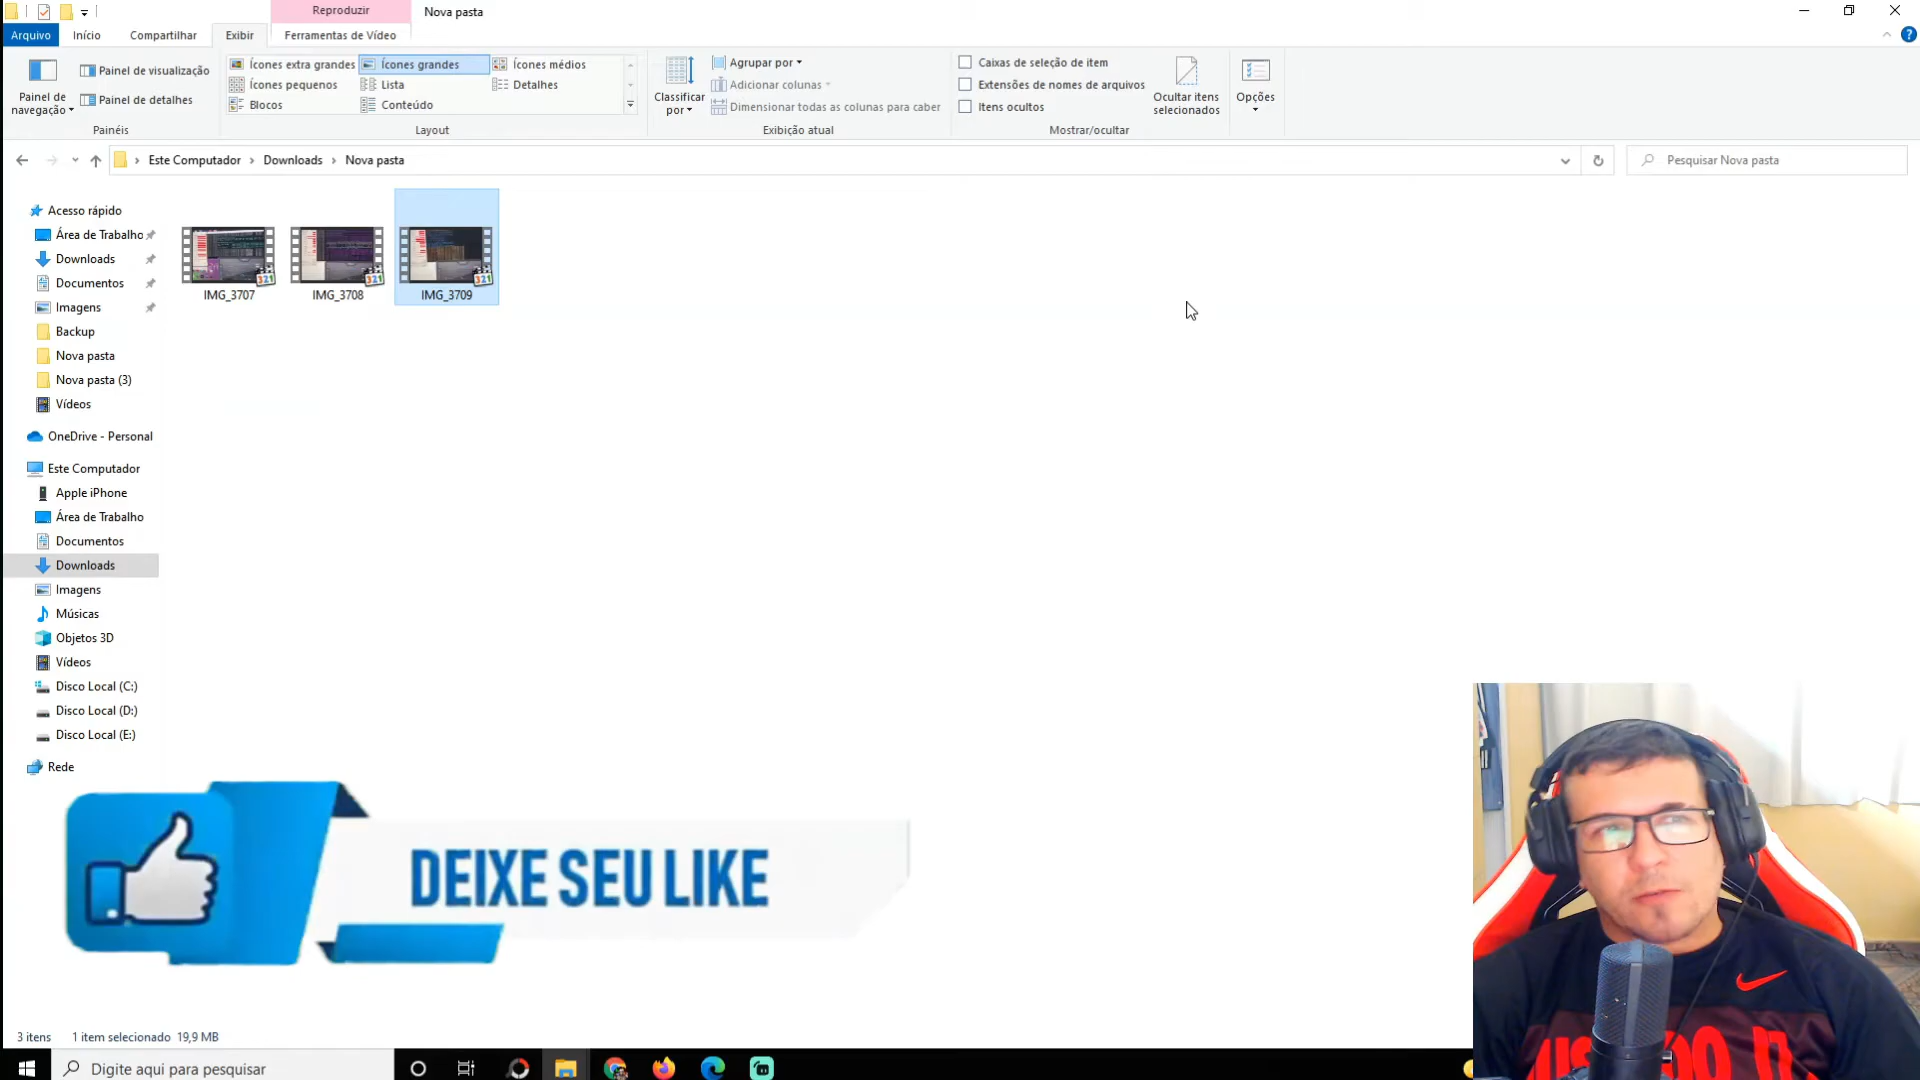 Reproduzir
Nova pasta
Arquivo
Início
Compartilhar
Exibir
Ferramentas de Vídeo
Painel de navegação
Painel de visualização
Painel de detalhes
Painéis
Ícones extra grandes
Ícones grandes
Ícones médios
Ícones pequenos
Lista
Detalhes
Blocos
Conteúdo
Layout
Classificar por
Agrupar por
Adicionar colunas
Dimensionar todas as colunas para caber
Exibição atual
Caixas de seleção de item
Extensões de nomes de arquivos
Itens ocultos
Ocultar itens selecionados
Mostrar/ocultar
Opções
Este Computador
Downloads
Nova pasta
Pesquisar Nova pasta
Acesso rápido
Área de Trabalho
Downloads
Documentos
Imagens
Backup
Nova pasta
Nova pasta (3)
Vídeos
OneDrive - Personal
Este Computador
Apple iPhone
Área de Trabalho
Documentos
Downloads
Imagens
Músicas
Objetos 3D
Vídeos
Disco Local (C:)
Disco Local (D:)
Disco Local (E:)
Rede
321
IMG_3707
321
IMG_3708
321
IMG_3709
DEIXE SEU LIKE
3 itens
1 item selecionado 19,9 MB
Digite aqui para pesquisar